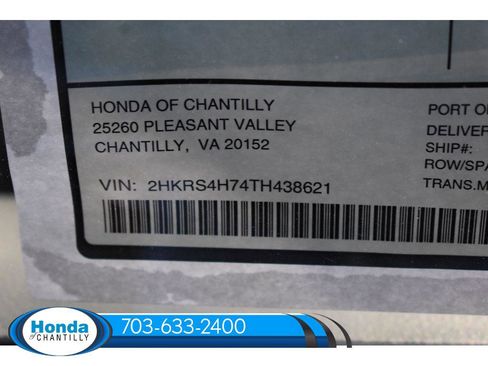 HONDA OF CHANTILLY
25260 PLEASANT VALLEY
CHANTILLY, VA 20152
VIN: 2HKRS4H74TH438621
PORT O
DELIVER
SHIP#:
ROW/SPA
TRANS.M
Honda
OF CHANTILLY
703-633-2400